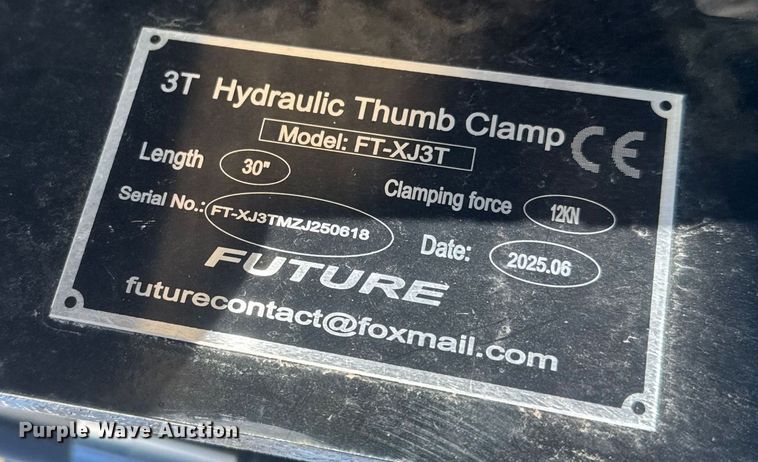 3T Hydraulic Thumb Clamp
Model: FT-XJ3T
CE
Length 30"
Clamping force 12KN
Serial No.: FT-XJ3TMZJ250618
Date: 2025.06
FUTURE
futurecontact@foxmail.com
Purple Wave Auction